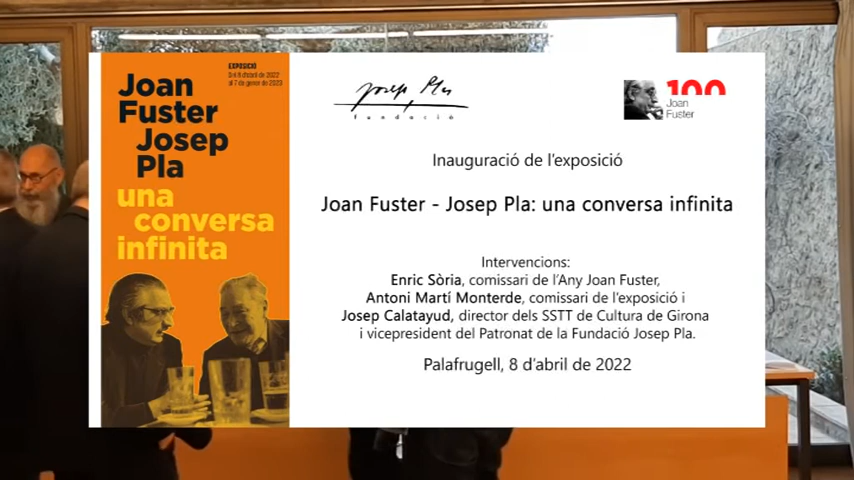 EXPOSICIÓ
Del 8 d'abril de 2022
al 7 de gener de 2023
Joan
Fuster
Josep
Pla
una
conversa
infinita
Josep Pla
fundació
100
Joan
Fuster
Inauguració de l'exposició
Joan Fuster - Josep Pla: una conversa infinita
Intervencions:
Enric Sòria, comissari de l'Any Joan Fuster,
Antoni Martí Monterde, comissari de l'exposició i
Josep Calatayud, director dels SSTT de Cultura de Girona
i vicepresident del Patronat de la Fundació Josep Pla.
Palafrugell, 8 d'abril de 2022